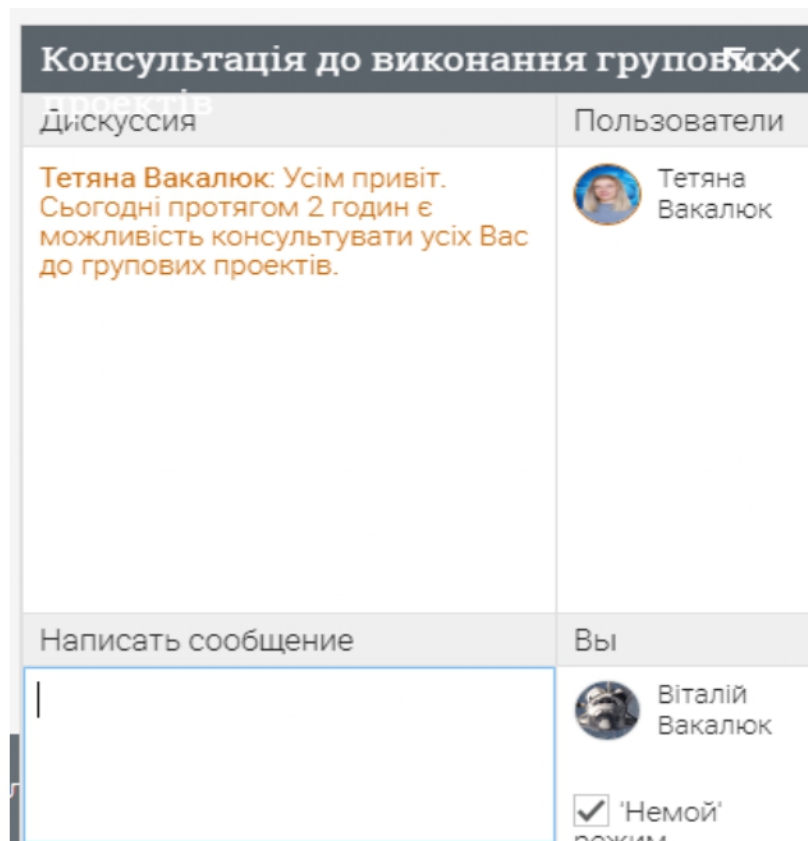 Консультація до виконання групових
проектів
Дискуссия
Пользователи
Тетяна Вакалюк: Усім привіт.
Сьогодні протягом 2 годин є
можливість консультувати усіх Вас
до групових проектів.
Тетяна
Вакалюк
Написать сообщение
Вы
Віталій
Вакалюк
'Немой'
режим